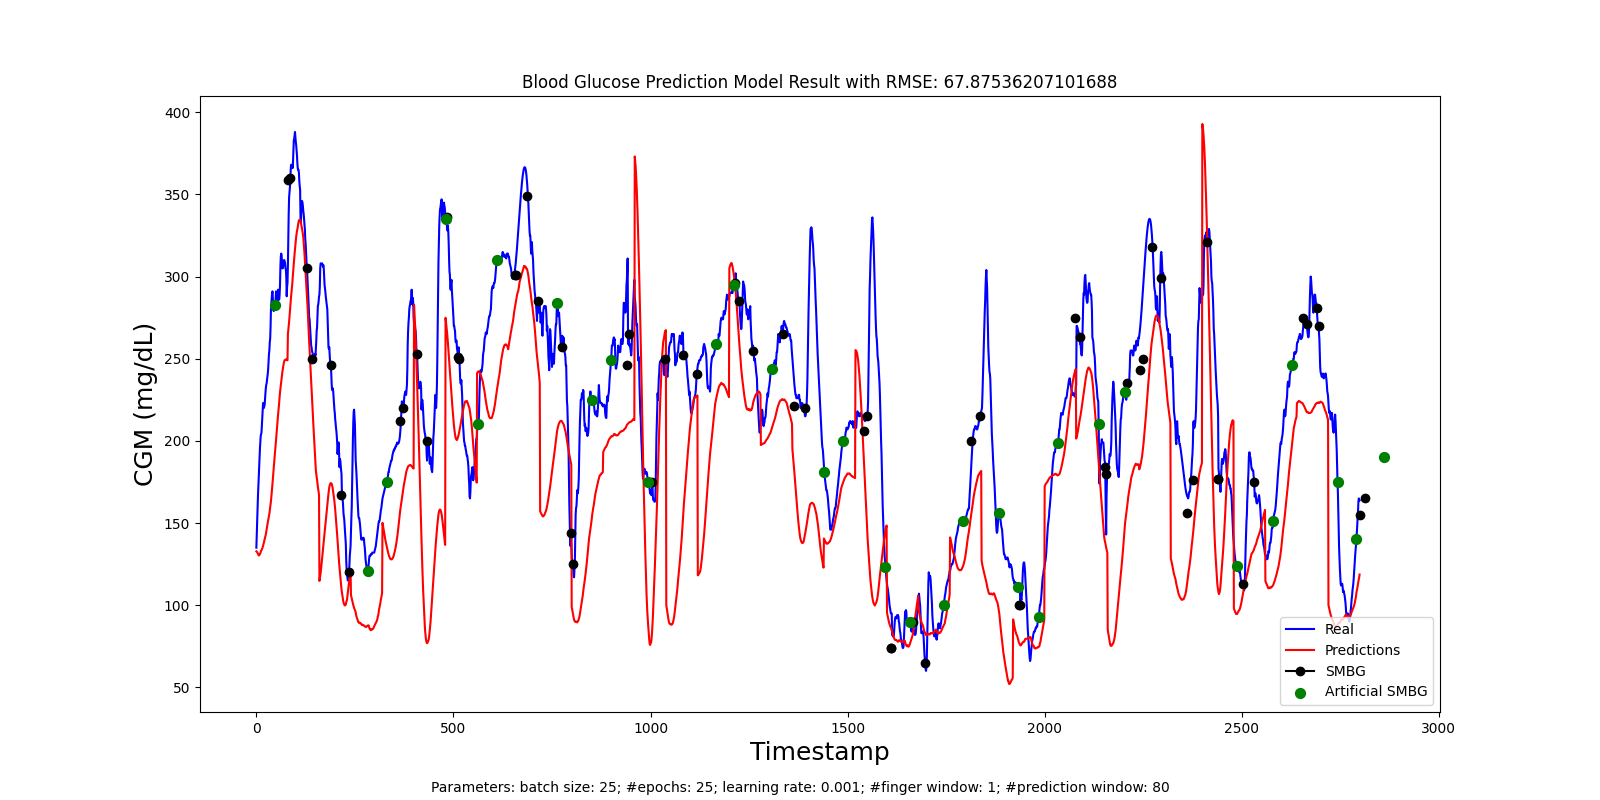 Blood Glucose Prediction Model Result with RMSE: 67.87536207101688
CGM (mg/dL)
400
350
300
250
200
150
100
50
0
500
1000
1500
2000
2500
3000
Timestamp
Real
Predictions
SMBG
Artificial SMBG
Parameters: batch size: 25; #epochs: 25; learning rate: 0.001; #finger window: 1; #prediction window: 80